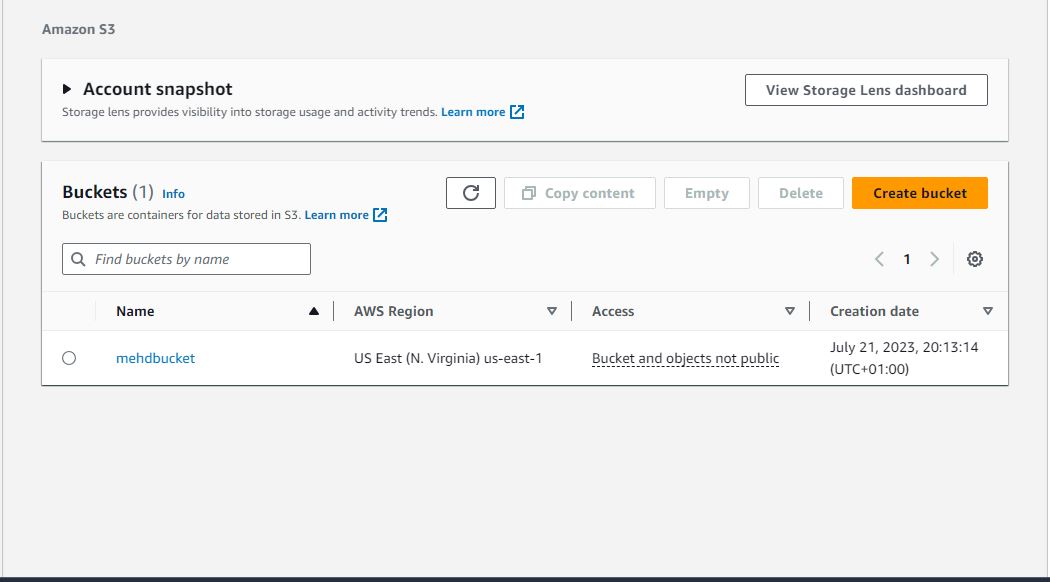 Amazon S3
Account snapshot
View Storage Lens dashboard
Storage lens provides visibility into storage usage and activity trends. Learn more
Buckets (1) Info
Copy content
Empty
Delete
Create bucket
Buckets are containers for data stored in S3. Learn more
Find buckets by name
1
Name AWS Region Access Creation date
mehdbucket US East (N. Virginia) us-east-1 Bucket and objects not public July 21, 2023, 20:13:14
(UTC+01:00)